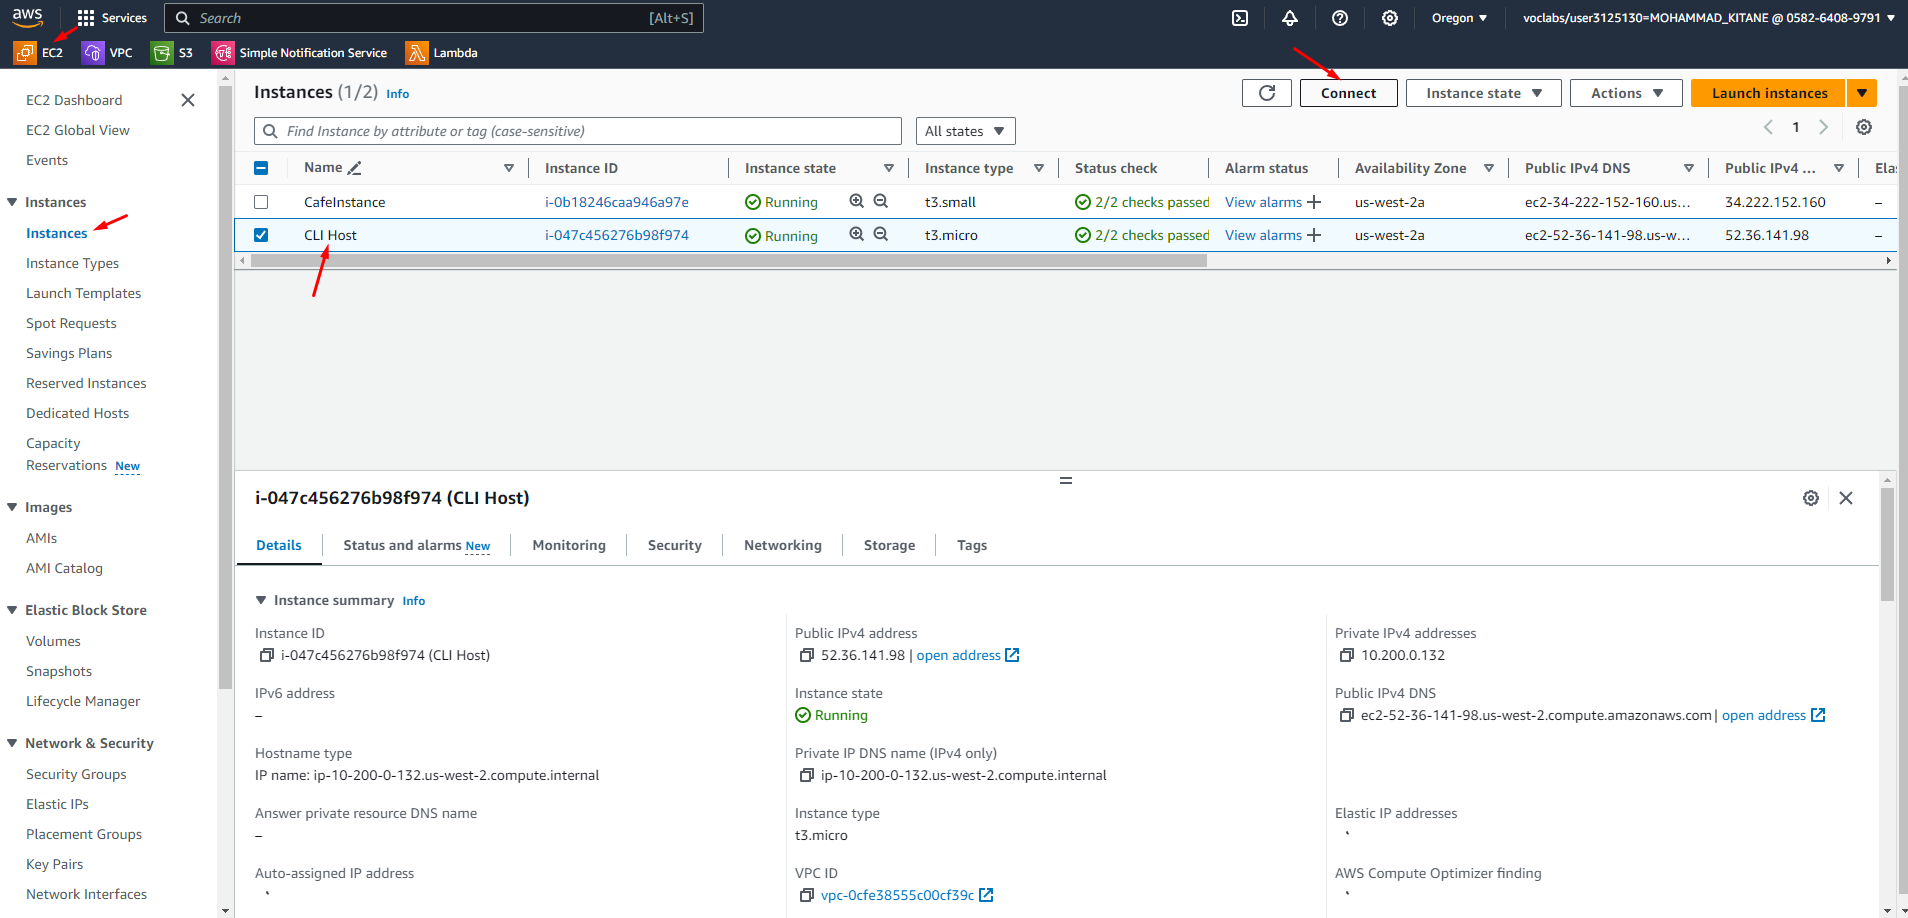 aws
Services
Search
[Alt+S]
Oregon
voclabs/user3125130=MOHAMMAD_KITANE @ 0582-6408-9791
EC2
VPC
S3
Simple Notification Service
Lambda
EC2 Dashboard
EC2 Global View
Events
Instances
Instances
Instance Types
Launch Templates
Spot Requests
Savings Plans
Reserved Instances
Dedicated Hosts
Capacity
Reservations New
Images
AMIs
AMI Catalog
Elastic Block Store
Volumes
Snapshots
Lifecycle Manager
Network & Security
Security Groups
Elastic IPs
Placement Groups
Key Pairs
Network Interfaces
Instances (1/2) Info
Connect
Instance state
Actions
Launch instances
Find Instance by attribute or tag (case-sensitive)
All states
1
Name Instance ID Instance state Instance type Status check Alarm status Availability Zone Public IPv4 DNS Public IPv4 ... Ela
CafeInstance i-0b18246caa946a97e Running t3.small 2/2 checks passed View alarms + us-west-2a ec2-34-222-152-160.us... 34.222.152.160 –
CLI Host i-047c456276b98f974 Running t3.micro 2/2 checks passed View alarms + us-west-2a ec2-52-36-141-98.us-w... 52.36.141.98 –
i-047c456276b98f974 (CLI Host)
Details Status and alarms New Monitoring Security Networking Storage Tags
Instance summary Info
Instance ID
i-047c456276b98f974 (CLI Host)
Public IPv4 address
52.36.141.98 | open address
Private IPv4 addresses
10.200.0.132
IPv6 address
–
Instance state
Running
Public IPv4 DNS
ec2-52-36-141-98.us-west-2.compute.amazonaws.com | open address
Hostname type
IP name: ip-10-200-0-132.us-west-2.compute.internal
Private IP DNS name (IPv4 only)
ip-10-200-0-132.us-west-2.compute.internal
Answer private resource DNS name
–
Instance type
t3.micro
Elastic IP addresses
Auto-assigned IP address
VPC ID
vpc-0cfe38555c00cf39c
AWS Compute Optimizer finding